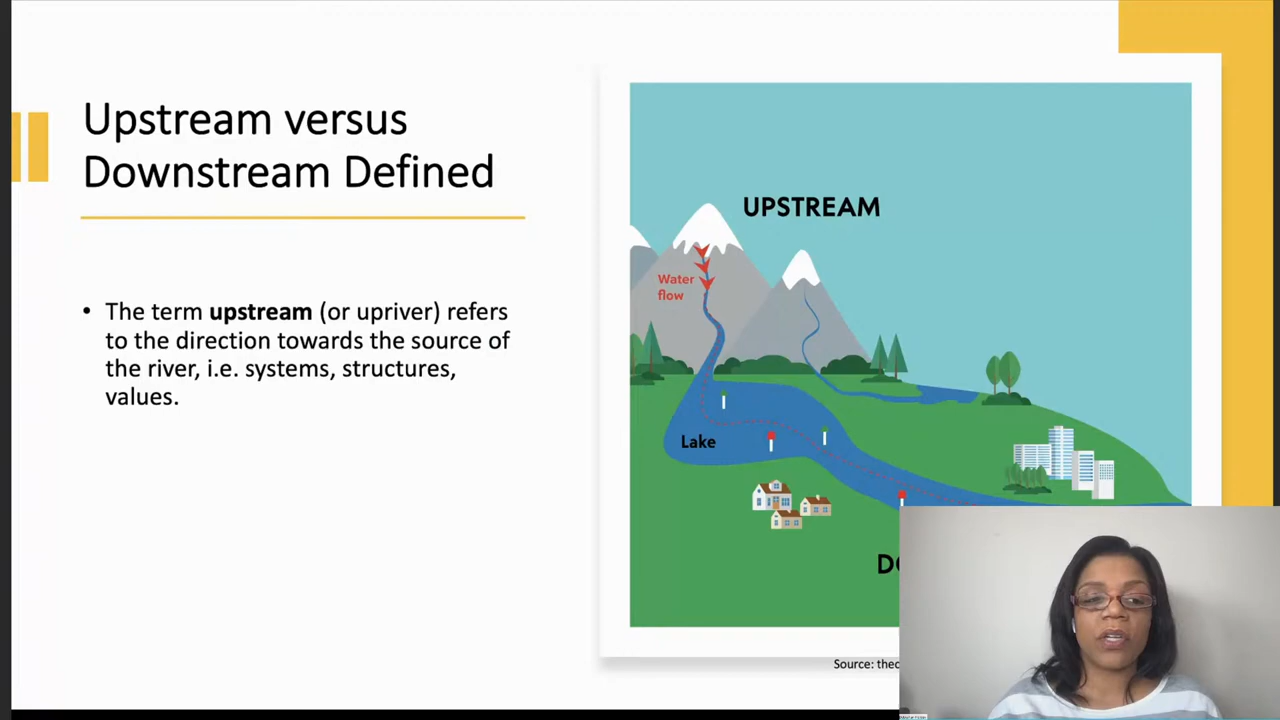 Upstream versus
Downstream Defined
• The term upstream (or upriver) refers
to the direction towards the source of
the river, i.e. systems, structures,
values.
UPSTREAM
Water
flow
Lake
Source: